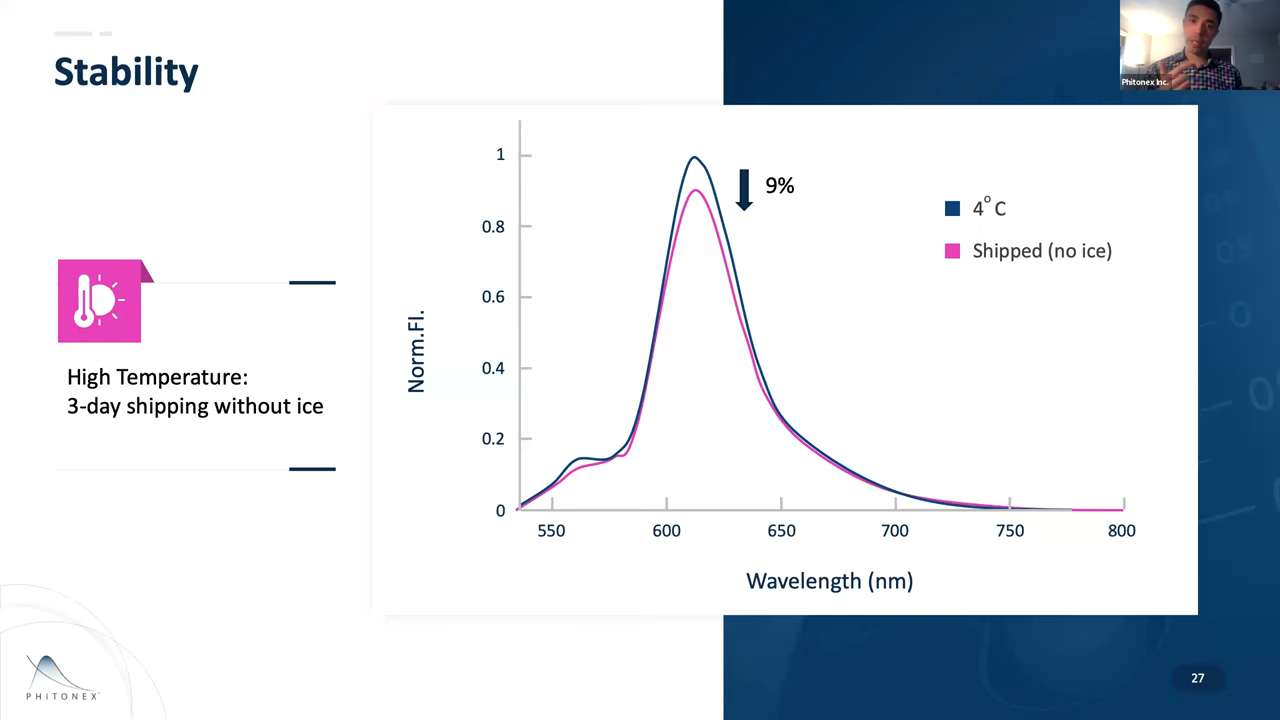 Stability
Phitonex Inc.
High Temperature:
3-day shipping without ice
Norm.Fl.
1
0.8
0.6
0.4
0.2
0
9%
4° C
Shipped (no ice)
550 600 650 700 750 800
Wavelength (nm)
PHITONEX
27